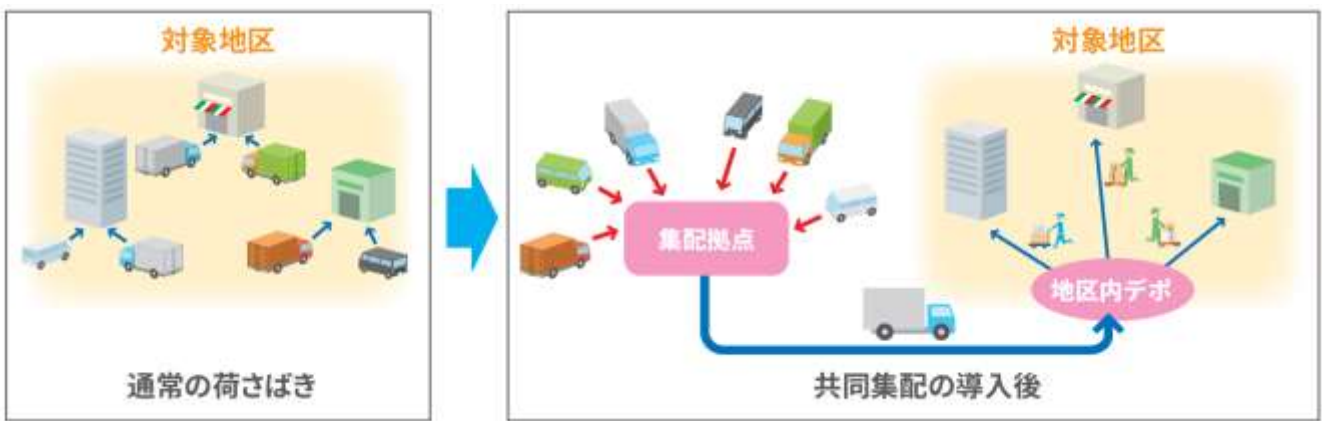 対象地区
通常の荷さばき
対象地区
集配拠点
地区内デポ
共同集配の導入後